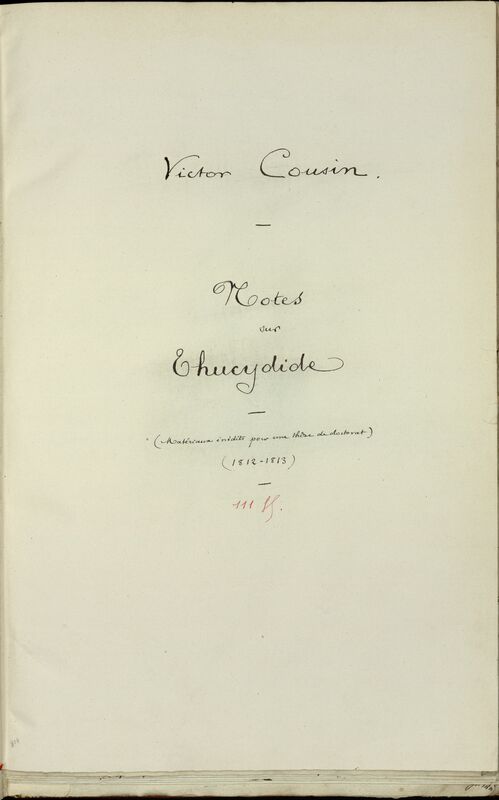 Victor Cousin.
—
Notes
sur
Thucydide
—
(Matériaux inédits pour une thèse de doctorat)
(1812-1813)
—
111 ff.